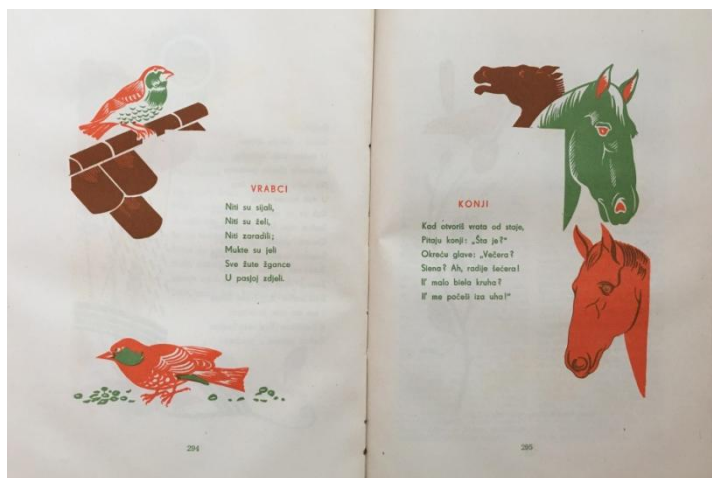 VRABCI
Niti su sijali,
Niti su želi,
Niti zaradili;
Mukte su jeli
Sve žute žgance
U pasjoj zdjeli.
294
KONJI
Kad otvoriš vrata od staje,
Pitaju konji: „Šta je?“
Okreću glave: „Večera?
Siena? Ah, radije šećera!
Il' malo biela kruha?
Il' me počeši iza uha!“
295